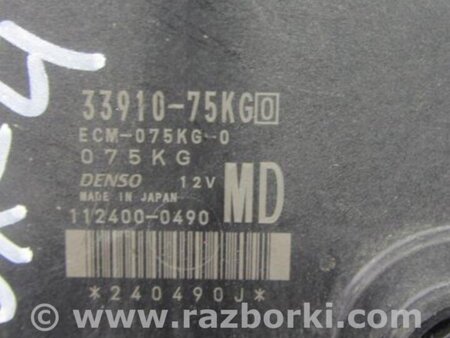 33910-75KG0
ECM-075KG-0
075KG
DENSO 12V MD
MADE IN JAPAN
112400-0490
*240490J*
© www.razborki.com